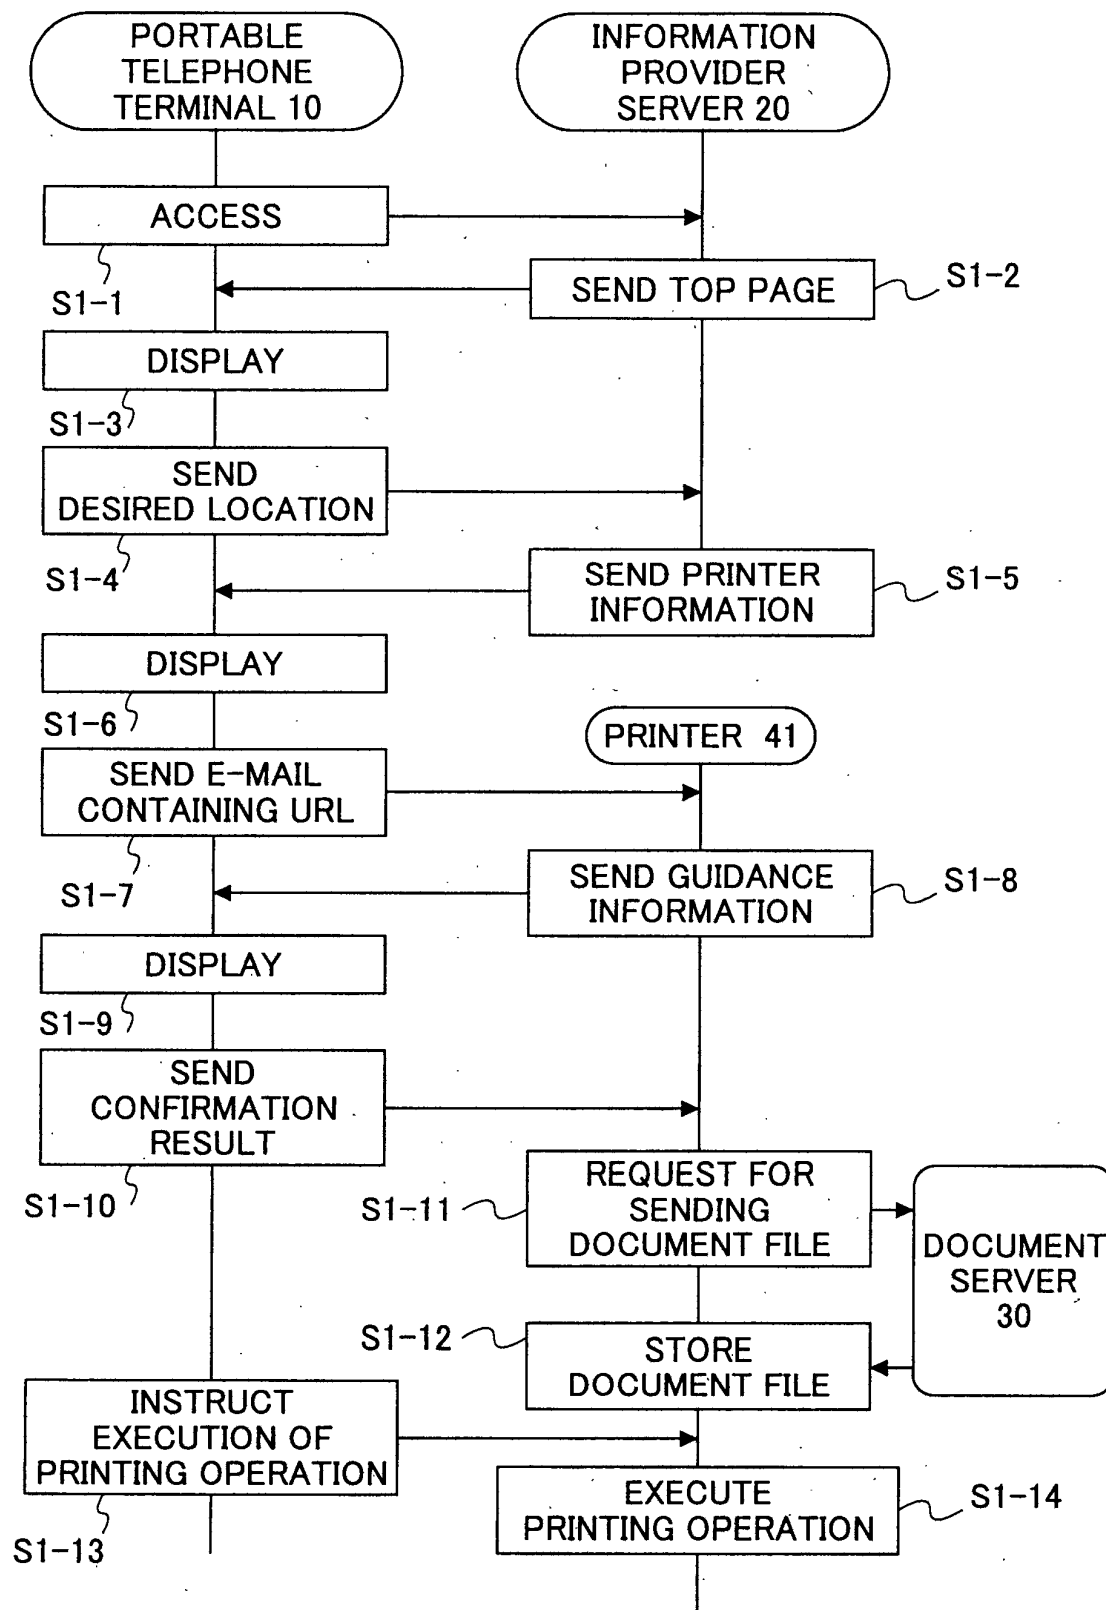 PORTABLE
TELEPHONE
TERMINAL 10
INFORMATION
PROVIDER
SERVER 20
ACCESS
S1-1
SEND TOP PAGE
S1-2
DISPLAY
S1-3
SEND
DESIRED LOCATION
S1-4
SEND PRINTER
INFORMATION
S1-5
DISPLAY
S1-6
PRINTER 41
SEND E-MAIL
CONTAINING URL
S1-7
SEND GUIDANCE
INFORMATION
S1-8
DISPLAY
S1-9
SEND
CONFIRMATION
RESULT
S1-10
REQUEST FOR
SENDING
DOCUMENT FILE
S1-11
DOCUMENT
SERVER
30
S1-12
STORE
DOCUMENT FILE
INSTRUCT
EXECUTION OF
PRINTING OPERATION
S1-13
EXECUTE
PRINTING OPERATION
S1-14